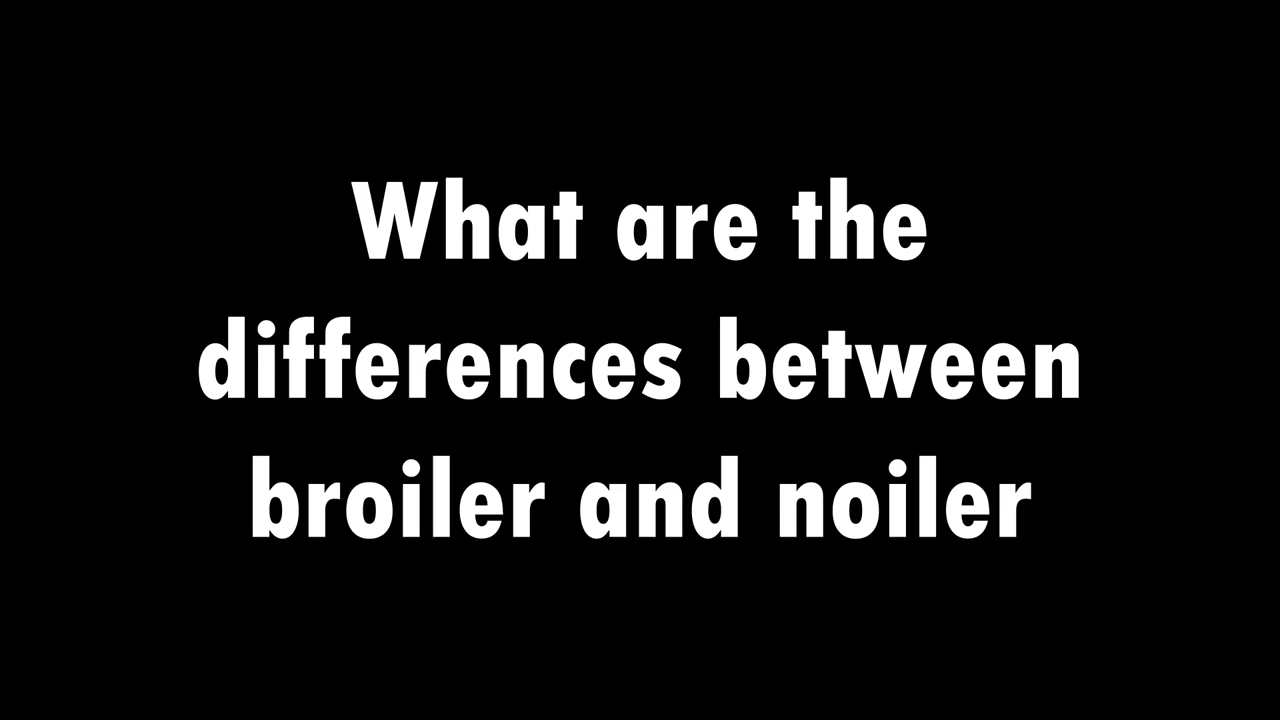 What are the
differences between
broiler and noiler